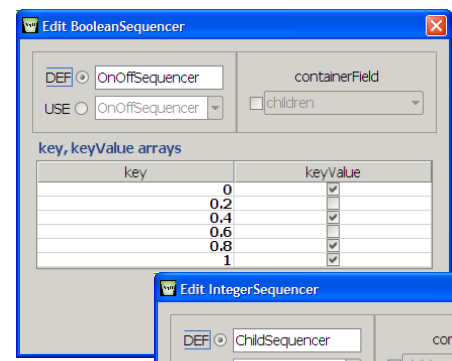 Edit BooleanSequencer
DEF OnOffSequencer containerField
USE OnOffSequencer children
key, keyValue arrays
key keyValue
0
0.2
0.4
0.6
0.8
1
Edit IntegerSequencer
DEF ChildSequencer